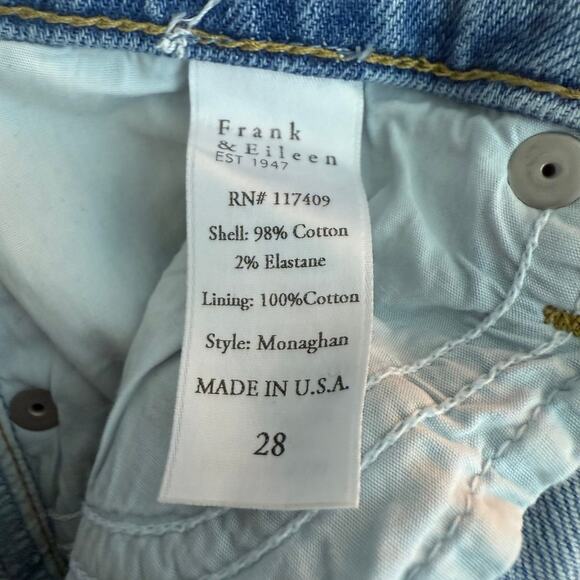 Frank
& Eileen
EST 1947
RN# 117409
Shell: 98% Cotton
2% Elastane
Lining: 100%Cotton
Style: Monaghan
MADE IN U.S.A.
28